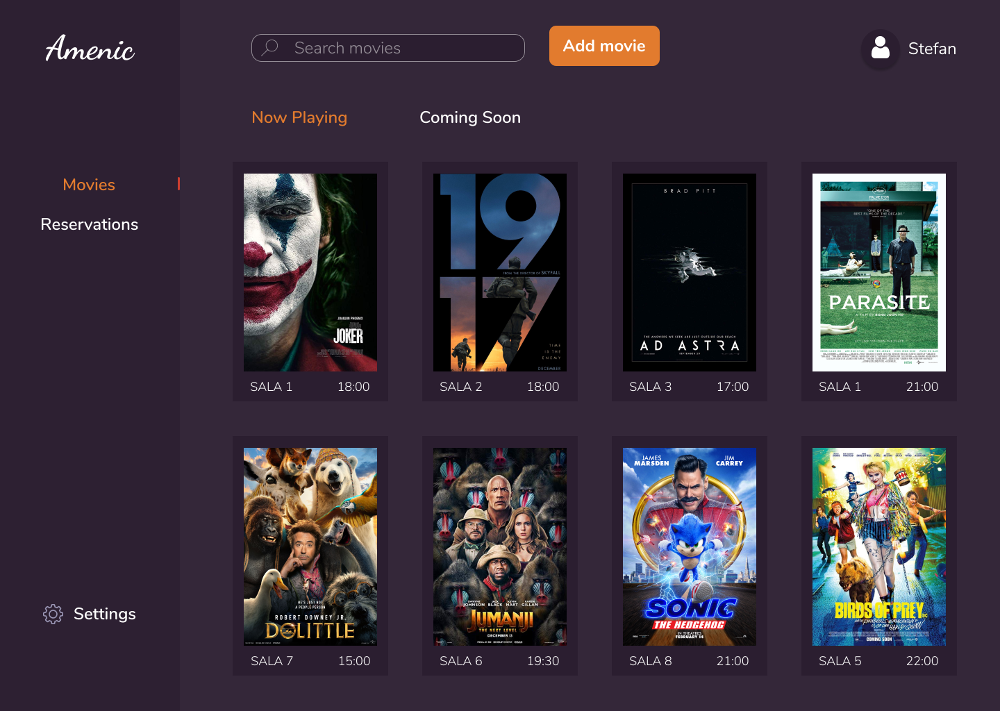 Amenic
Search movies
Add movie
Stefan
Now Playing
Coming Soon
Movies
Reservations
Settings
JOAQUIN PHOENIX
JOKER
SALA 1
18:00
19
FROM THE DIRECTOR OF SKYFALL
17
TIME
IS THE
ENEMY
DECEMBER
SALA 2
18:00
BRAD PITT
THE ANSWERS WE SEEK ARE JUST OUTSIDE OUR REACH
AD ASTRA
SEPTEMBER 20
SALA 3
17:00
PALME D'OR
"ONE OF THE
BEST FILMS OF THE DECADE."
PARASITE
A FILM BY BONG JOON HO
SALA 1
21:00
HE'S JUST NOT
A PEOPLE PERSON
ROBERT DOWNEY JR.
DOLITTLE
SALA 7
15:00
DWAYNE JOHNSON
JACK BLACK
KEVIN HART
KAREN GILLAN
JUMANJI
THE NEXT LEVEL
DECEMBER 13
SALA 6
19:30
JAMES
MARSDEN
JIM
CARREY
SONIC
THE HEDGEHOG
IN THEATRES
FEBRUARY 14
SALA 8
21:00
BIRDS OF PREY
HARLEY QUINN
COMING SOON
SALA 5
22:00